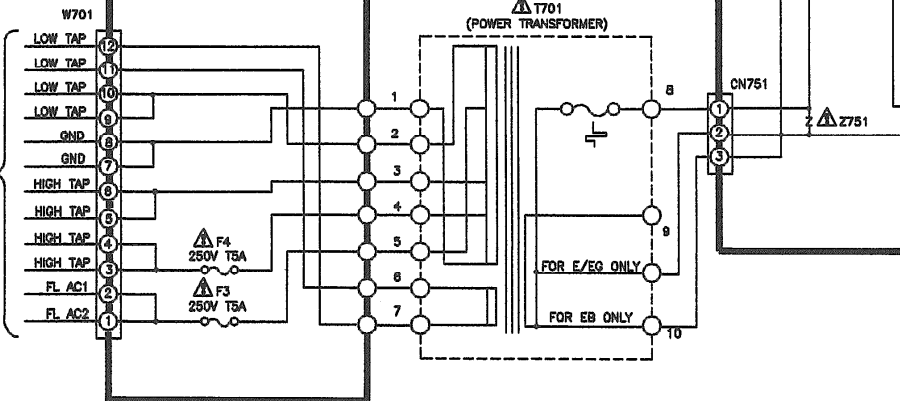 W701
T701
(POWER TRANSFORMER)
LOW TAP 12
LOW TAP 11
LOW TAP 10
LOW TAP 9
GND 8
GND 7
HIGH TAP 6
HIGH TAP 5
HIGH TAP 4
HIGH TAP 3
FL AC1 2
FL AC2 1
F4
250V T5A
F3
250V T5A
1
2
3
4
5
6
7
8
9
10
FOR E/EG ONLY
FOR EB ONLY
CN751
1
2
3
Z Z751